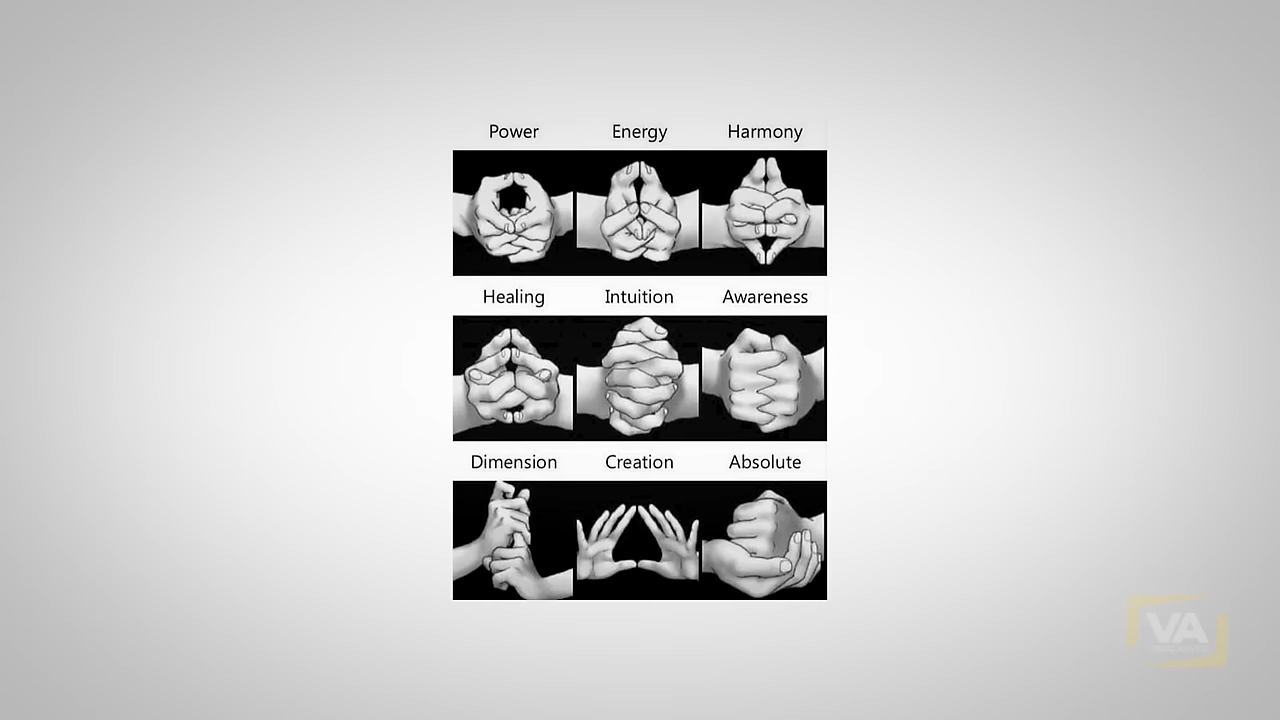 Power Energy Harmony
Healing Intuition Awareness
Dimension Creation Absolute
VA